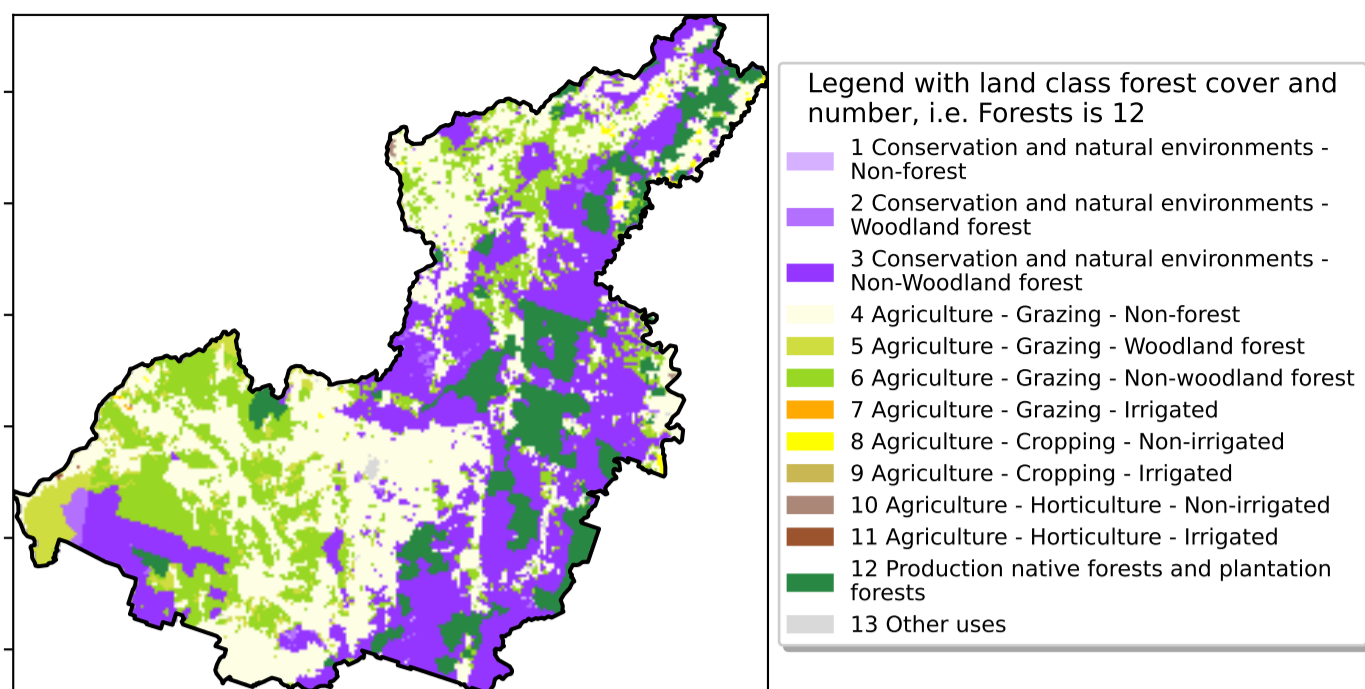 Legend with land class forest cover and
number, i.e. Forests is 12
1 Conservation and natural environments -
Non-forest
2 Conservation and natural environments -
Woodland forest
3 Conservation and natural environments -
Non-Woodland forest
4 Agriculture - Grazing - Non-forest
5 Agriculture - Grazing - Woodland forest
6 Agriculture - Grazing - Non-woodland forest
7 Agriculture - Grazing - Irrigated
8 Agriculture - Cropping - Non-irrigated
9 Agriculture - Cropping - Irrigated
10 Agriculture - Horticulture - Non-irrigated
11 Agriculture - Horticulture - Irrigated
12 Production native forests and plantation
forests
13 Other uses